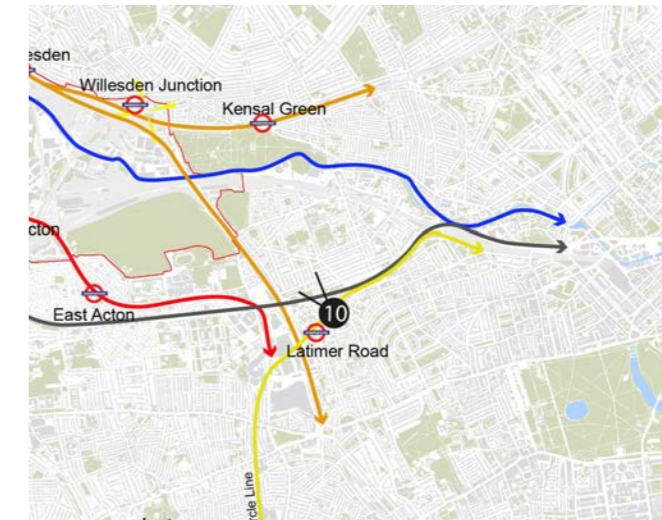 esden
Willesden Junction
Kensal Green
cton
East Acton
10
Latimer Road
rcle Line